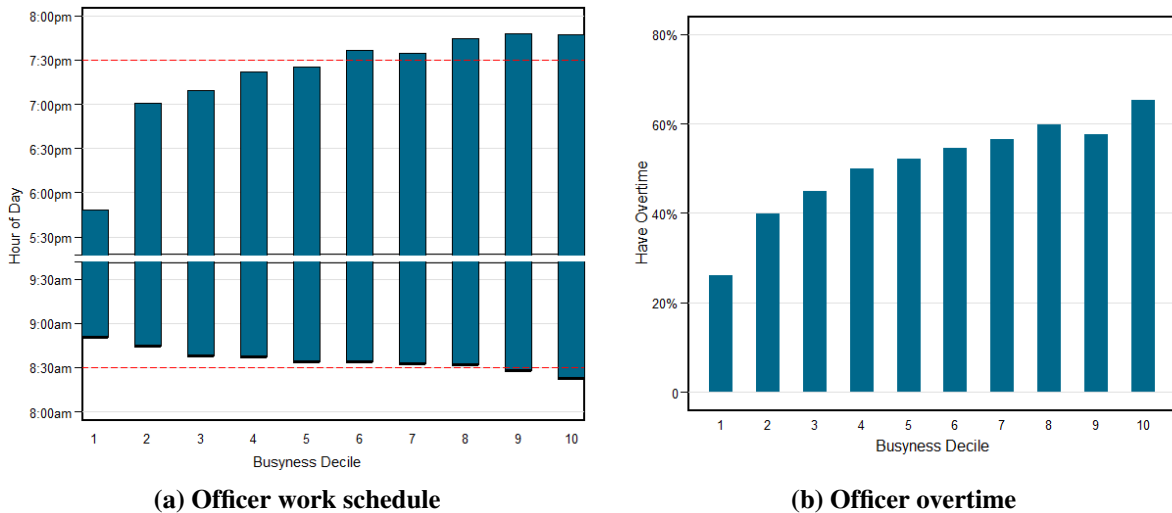 8:00pm
7:30pm
7:00pm
6:30pm
6:00pm
5:30pm
9:30am
9:00am
8:30am
8:00am
Hour of Day
1 2 3 4 5 6 7 8 9 10
Busyness Decile
(a) Officer work schedule
80%
60%
40%
20%
0
Have Overtime
1 2 3 4 5 6 7 8 9 10
Busyness Decile
(b) Officer overtime